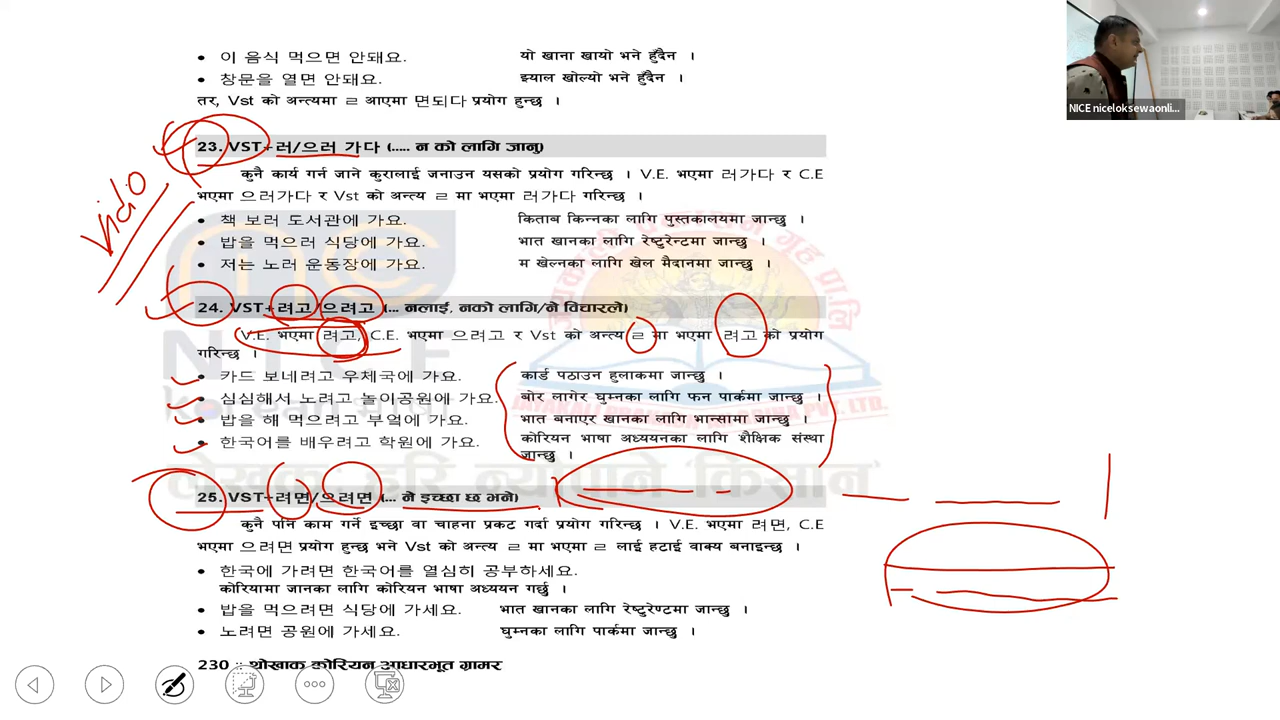 • 이 음식 먹으면 안돼요. यो खाना खायो भने हुँदैन ।
• 창문을 열면 안돼요. झ्याल खोल्यो भने हुँदैन ।
तर, Vst को अन्त्यमा ㄹ आएमा 면되다 प्रयोग हुन्छ ।
23. VST+러/으러 가다 (..... न को लागि जानु)
कुनै कार्य गर्न जाने कुरालाई जनाउन यसको प्रयोग गरिन्छ । V.E. भएमा 러가다 र C.E
भएमा 으러가다 र Vst को अन्त्य ㄹ मा भएमा 러가다 गरिन्छ ।
• 책 보러 도서관에 가요. किताब किन्नका लागि पुस्तकालयमा जान्छु ।
• 밥을 먹으러 식당에 가요. भात खानका लागि रेष्टुरेन्टमा जान्छु ।
• 저는 노러 운동장에 가요. म खेल्नका लागि खेल मैदानमा जान्छु ।
24. VST+려고/으려고 (... नलाई, नको लागि/ने विचारले)
V.E. भएमा 려고, C.E. भएमा 으려고 र Vst को अन्त्य ㄹ मा भएमा 려고 को प्रयोग
गरिन्छ ।
• 카드 보네려고 우체국에 가요. कार्ड पठाउन हुलाकमा जान्छु ।
• 심심해서 노려고 놀이공원에 가요. बोर लागेर घुम्नका लागि फन पार्कमा जान्छु ।
• 밥을 해 먹으려고 부엌에 가요. भात बनाएर खानका लागि भान्सामा जान्छु ।
• 한국어를 배우려고 학원에 가요. कोरियन भाषा अध्ययनका लागि शैक्षिक संस्था
जान्छु ।
25. VST+려면/으려면 (... ने इच्छा छ भने)
कुनै पनि काम गर्ने इच्छा वा चाहना प्रकट गर्दा प्रयोग गरिन्छ । V.E. भएमा 려면, C.E
भएमा 으려면 प्रयोग हुन्छ भने Vst को अन्त्य ㄹ मा भएमा ㄹ लाई हटाई वाक्य बनाइन्छ ।
• 한국에 가려면 한국어를 열심히 공부하세요.
कोरियामा जानका लागि कोरियन भाषा अध्ययन गर्छु ।
• 밥을 먹으려면 식당에 가세요. भात खानका लागि रेष्टुरेण्टमा जान्छु ।
• 노려면 공원에 가세요. घुम्नका लागि पार्कमा जान्छु ।
230 :: थोखाक कोरियन आधारभूत ग्रामर
Vido
NICE niceloksewaonli...